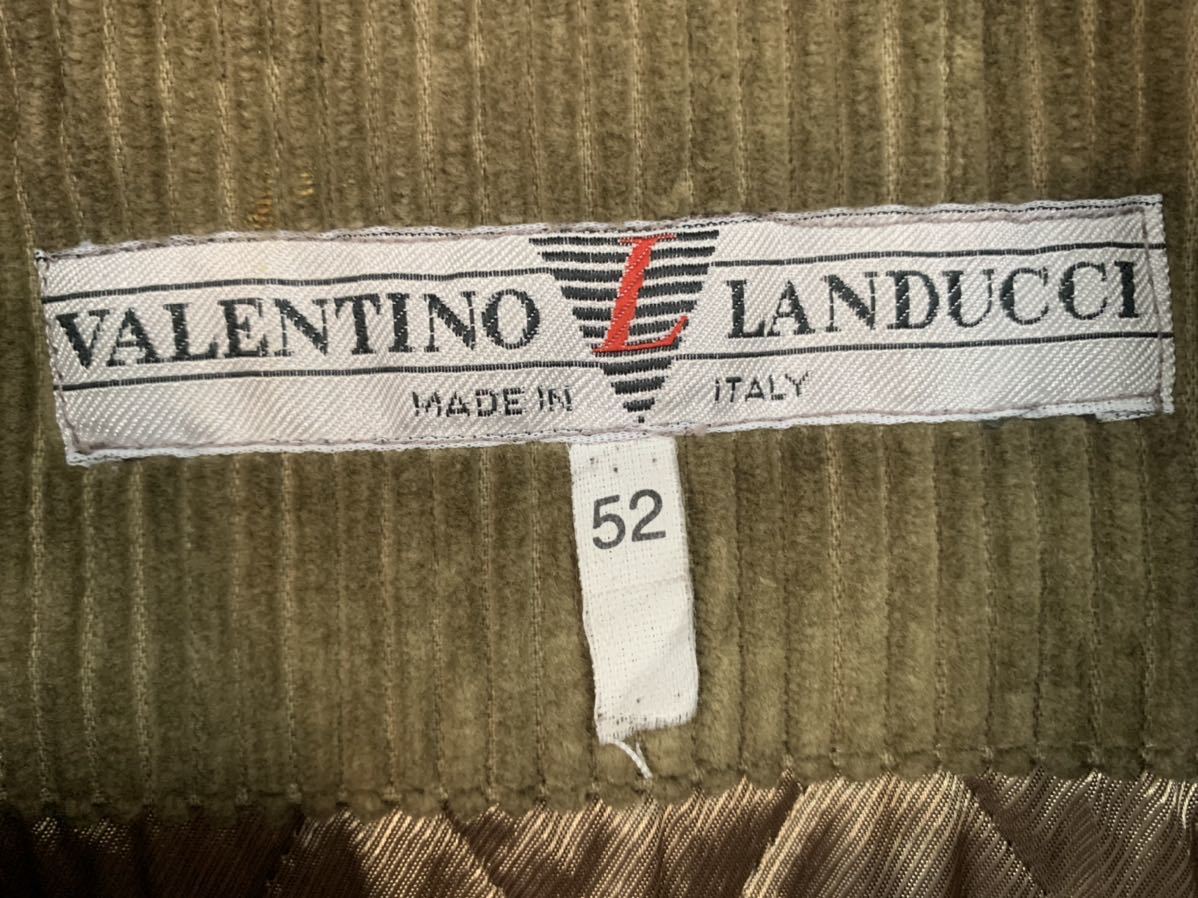 VALENTINO L LANDUCCI
MADE IN ITALY
52